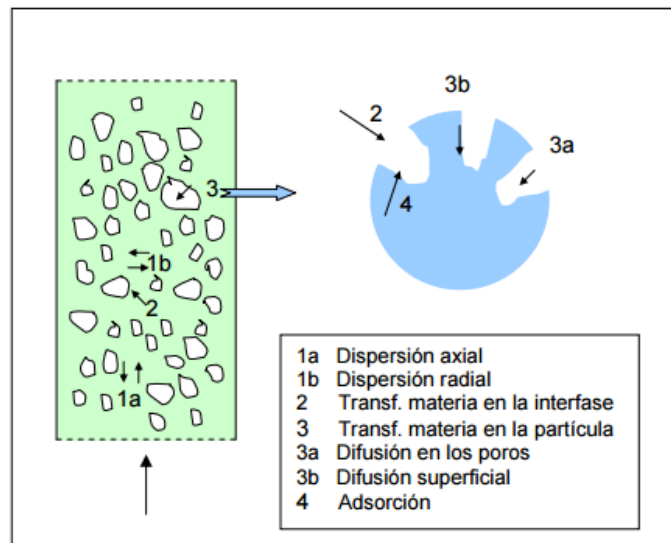 3b
2
3a
4
3
1b
2
1a
1a Dispersión axial
1b Dispersión radial
2 Transf. materia en la interfase
3 Transf. materia en la partícula
3a Difusión en los poros
3b Difusión superficial
4 Adsorción